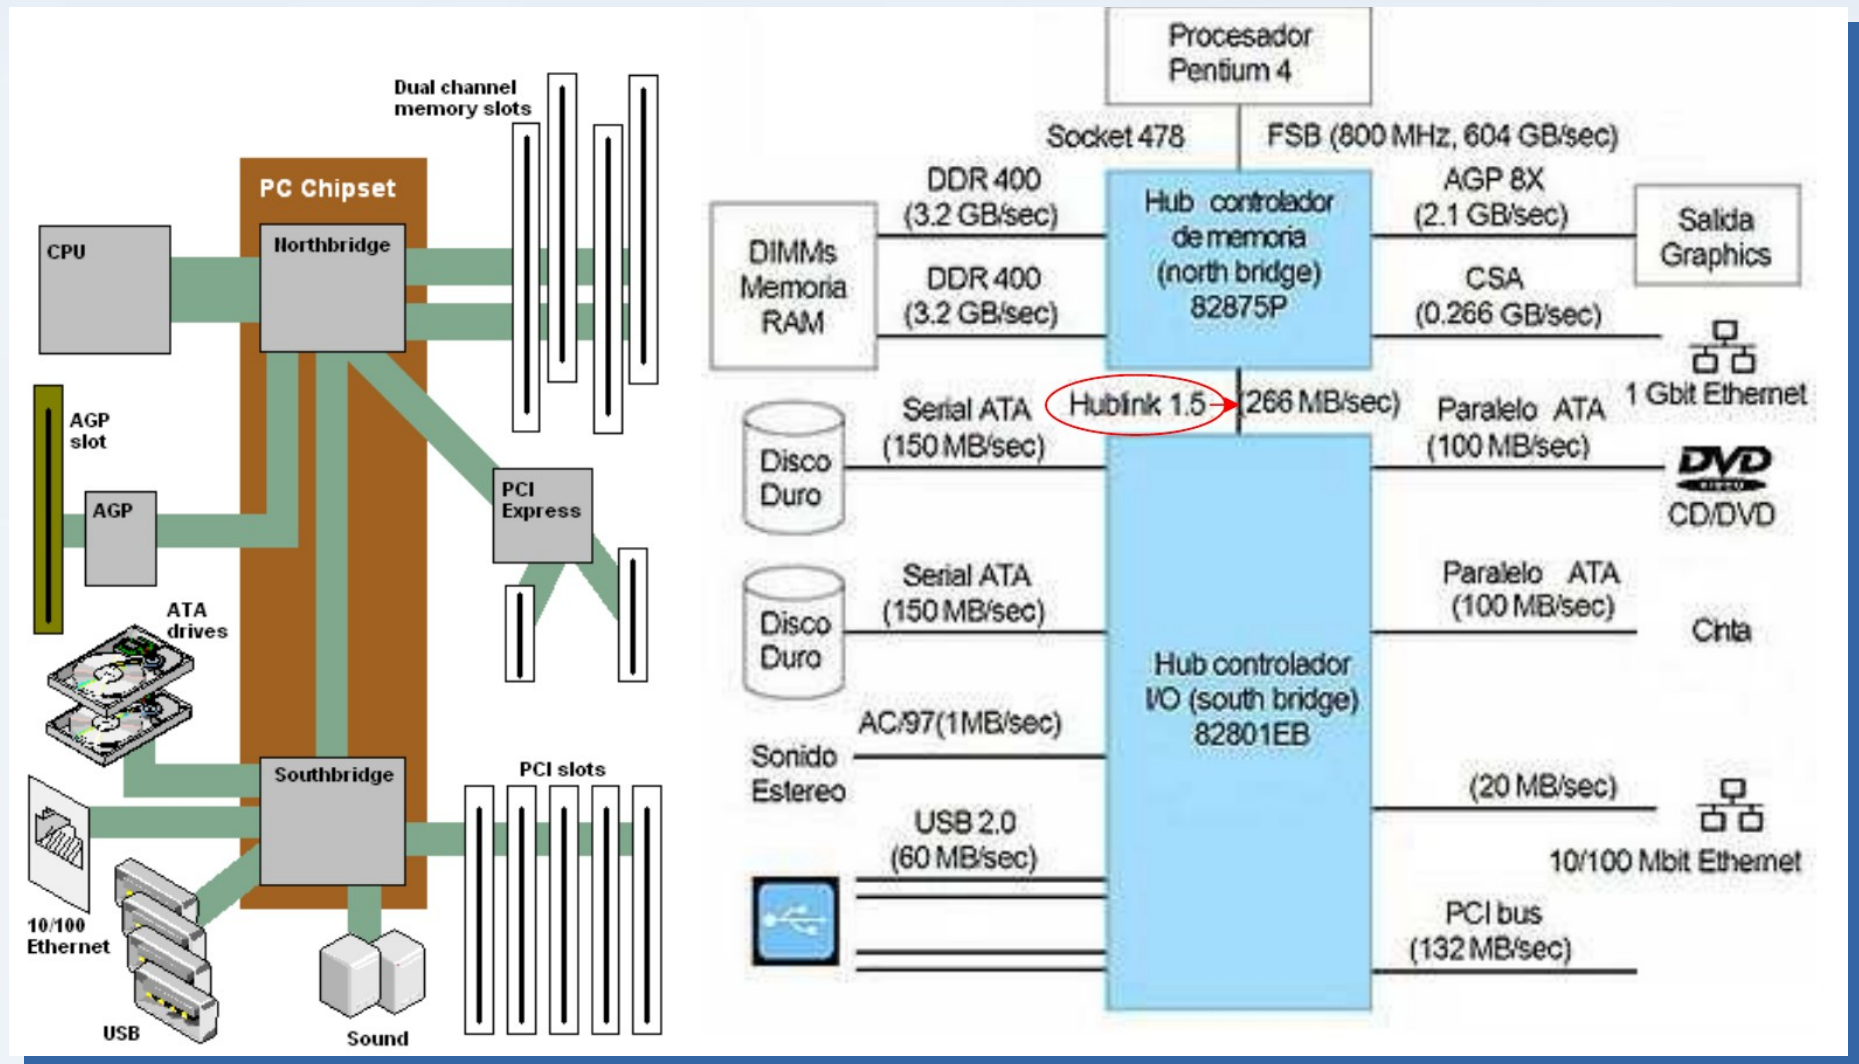 Dual channel
memory slots
PC Chipset
CPU
Northbridge
AGP
slot
AGP
PCI
Express
ATA
drives
Southbridge
PCI slots
10/100
Ethernet
USB
Sound
Procesador
Pentium 4
Socket 478
FSB (800 MHz, 604 GB/sec)
DDR 400
(3.2 GB/sec)
DIMMs
Memoria
RAM
DDR 400
(3.2 GB/sec)
Hub controlador
de memoria
(north bridge)
82875P
AGP 8X
(2.1 GB/sec)
Salida
Graphics
CSA
(0.266 GB/sec)
1 Gbit Ethernet
Hublink 1.5
(266 MB/sec)
Serial ATA
(150 MB/sec)
Disco
Duro
Paralelo ATA
(100 MB/sec)
DVD
VIDEO
CD/DVD
Serial ATA
(150 MB/sec)
Disco
Duro
Paralelo ATA
(100 MB/sec)
Cinta
Hub controlador
I/O (south bridge)
82801EB
AC/97(1MB/sec)
Sonido
Estereo
(20 MB/sec)
10/100 Mbit Ethernet
USB 2.0
(60 MB/sec)
PCI bus
(132 MB/sec)